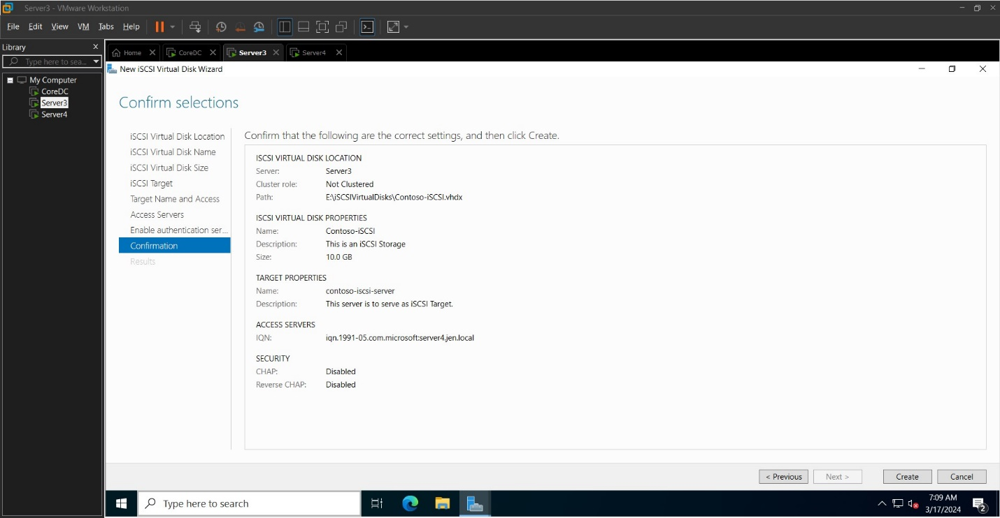 Server3 - VMware Workstation
File Edit View VM Tabs Help
Library
Type here to sea...
My Computer
CoreDC
Server3
Server4
Home
CoreDC
Server3
Server4
New iSCSI Virtual Disk Wizard
Confirm selections
iSCSI Virtual Disk Location
iSCSI Virtual Disk Name
iSCSI Virtual Disk Size
iSCSI Target
Target Name and Access
Access Servers
Enable authentication ser...
Confirmation
Results
Confirm that the following are the correct settings, and then click Create.
ISCSI VIRTUAL DISK LOCATION
Server: Server3
Cluster role: Not Clustered
Path: E:\iSCSIVirtualDisks\Contoso-iSCSI.vhdx
ISCSI VIRTUAL DISK PROPERTIES
Name: Contoso-iSCSI
Description: This is an iSCSI Storage
Size: 10.0 GB
TARGET PROPERTIES
Name: contoso-iscsi-server
Description: This server is to serve as iSCSI Target.
ACCESS SERVERS
IQN: iqn.1991-05.com.microsoft:server4.jen.local
SECURITY
CHAP: Disabled
Reverse CHAP: Disabled
< Previous Next > Create Cancel
Type here to search
7:09 AM
3/17/2024
2